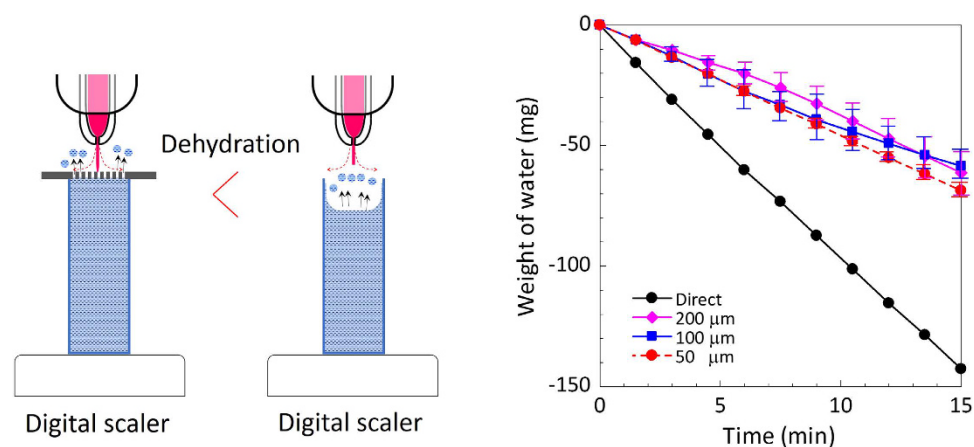 Dehydration
Digital scaler
Digital scaler
Weight of water (mg)
0
-50
-100
-150
Direct
200 μm
100 μm
50 μm
0
5
10
15
Time (min)